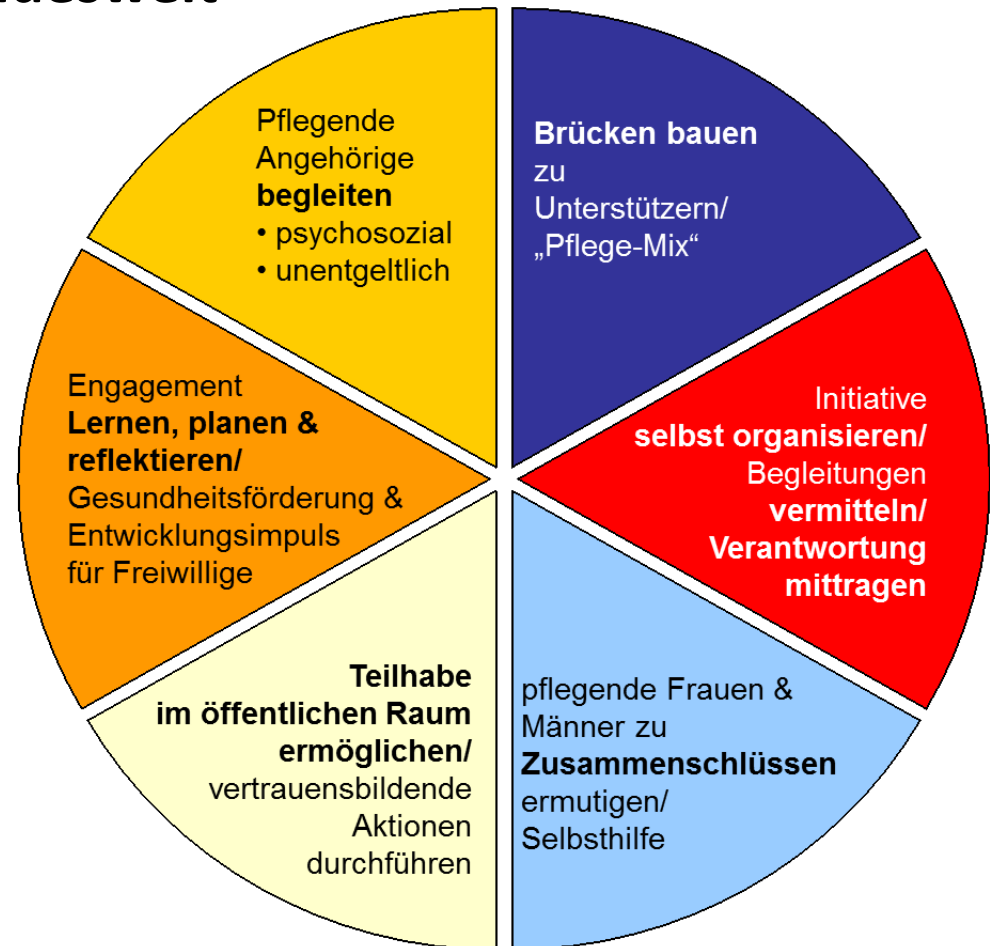 Pflegende
Angehörige
begleiten
• psychosozial
• unentgeltlich
Brücken bauen
zu
Unterstützern/
„Pflege-Mix“
Initiative
selbst organisieren/
Begleitungen
vermitteln/
Verantwortung
mittragen
pflegende Frauen &
Männer zu
Zusammenschlüssen
ermutigen/
Selbsthilfe
Teilhabe
im öffentlichen Raum
ermöglichen/
vertrauensbildende
Aktionen
durchführen
Engagement
Lernen, planen &
reflektieren/
Gesundheitsförderung &
Entwicklungsimpuls
für Freiwillige